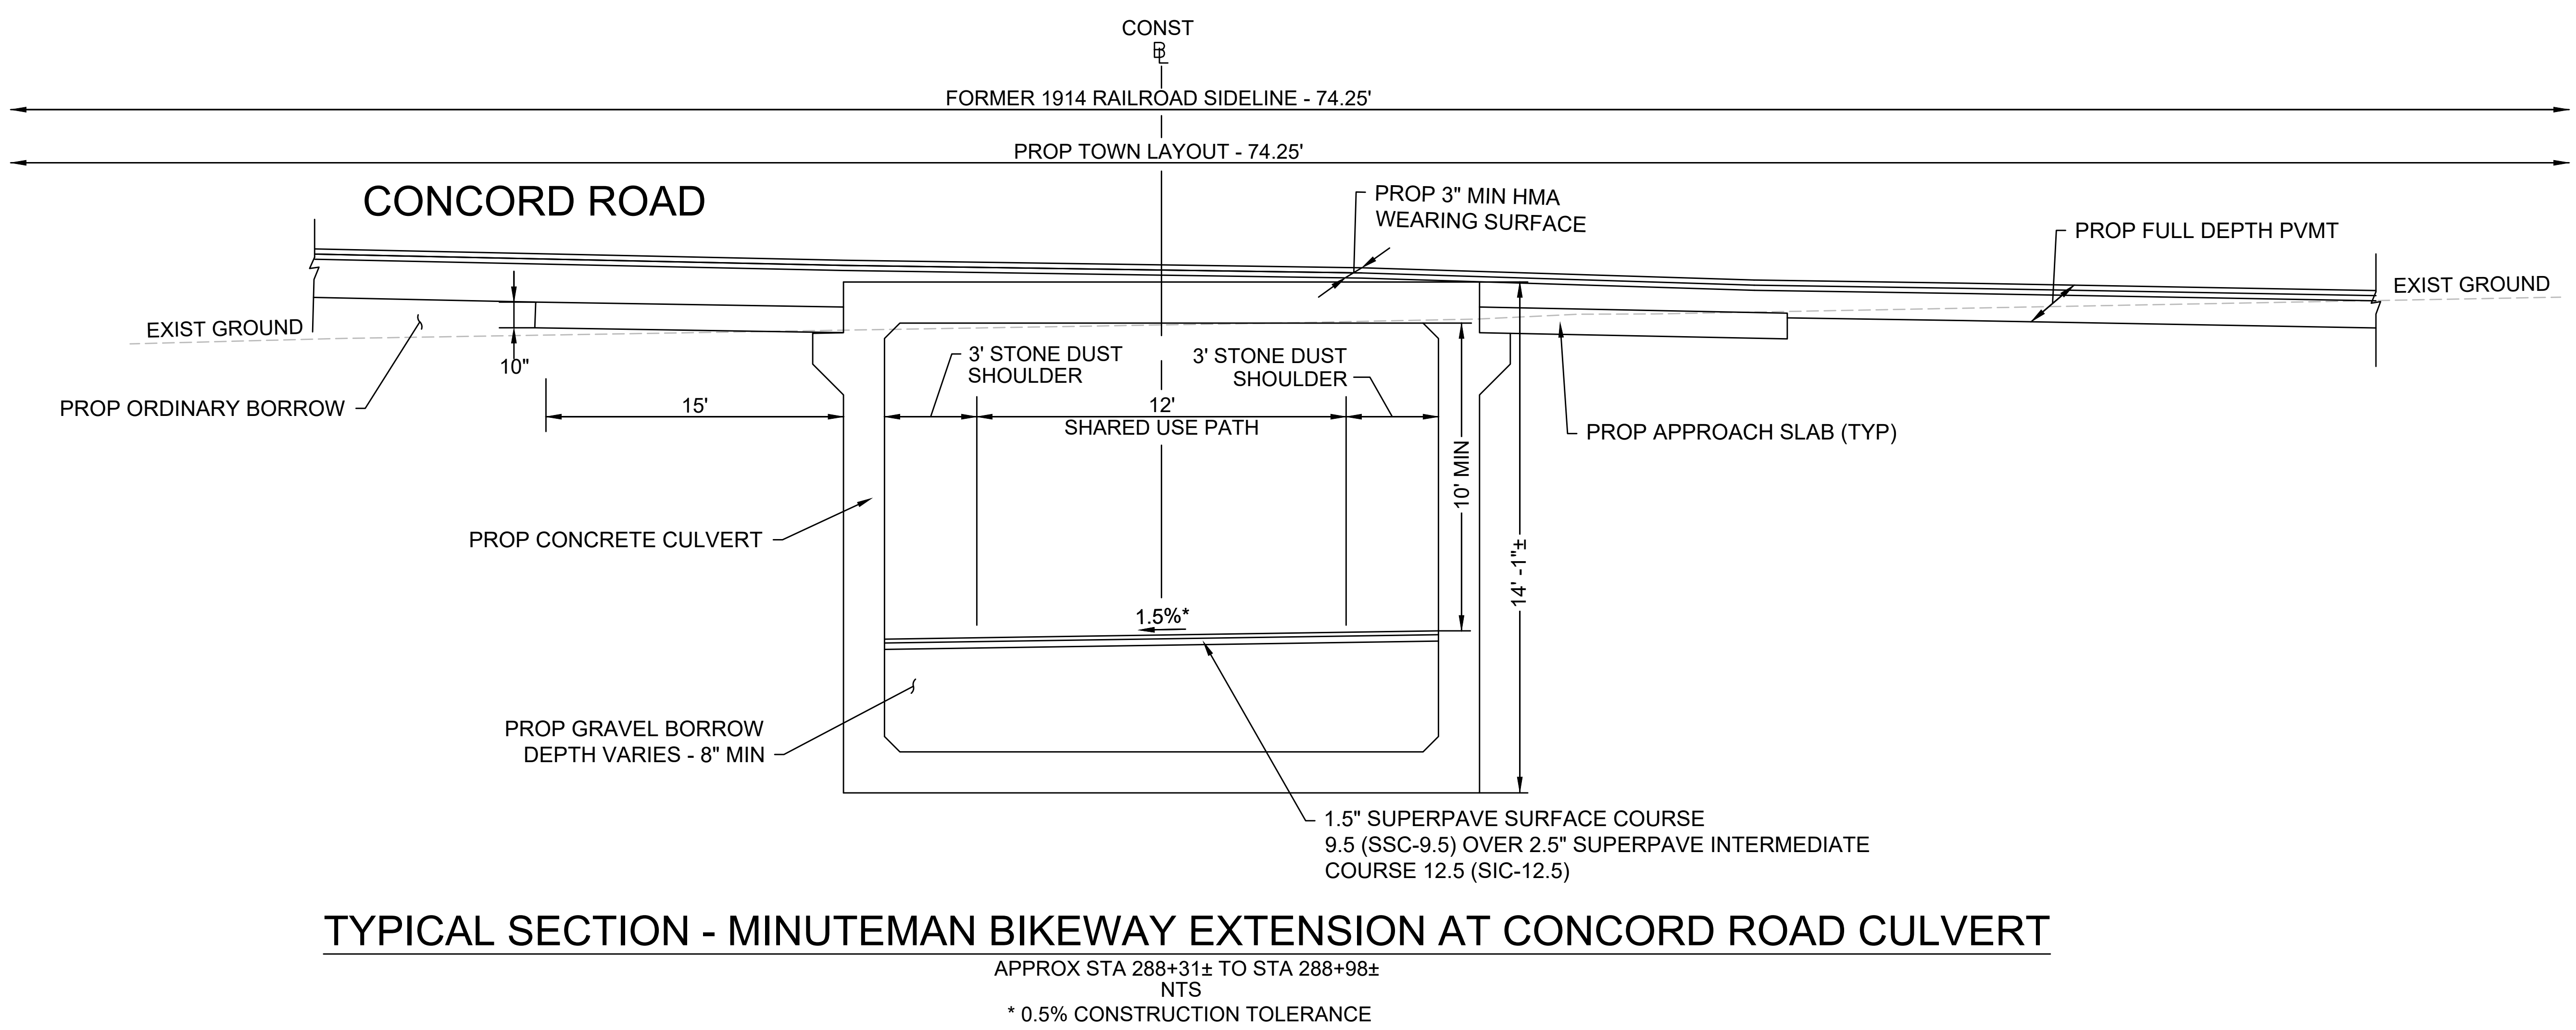 CONST
BL
FORMER 1914 RAILROAD SIDELINE - 74.25'
PROP TOWN LAYOUT - 74.25'
CONCORD ROAD
PROP 3" MIN HMA
WEARING SURFACE
PROP FULL DEPTH PVMT
EXIST GROUND
EXIST GROUND
10"
3' STONE DUST
SHOULDER
3' STONE DUST
SHOULDER
PROP ORDINARY BORROW
15'
12'
SHARED USE PATH
PROP APPROACH SLAB (TYP)
10' MIN
14' -1"±
PROP CONCRETE CULVERT
1.5%*
PROP GRAVEL BORROW
DEPTH VARIES - 8" MIN
1.5" SUPERPAVE SURFACE COURSE
9.5 (SSC-9.5) OVER 2.5" SUPERPAVE INTERMEDIATE
COURSE 12.5 (SIC-12.5)
TYPICAL SECTION - MINUTEMAN BIKEWAY EXTENSION AT CONCORD ROAD CULVERT
APPROX STA 288+31± TO STA 288+98±
NTS
* 0.5% CONSTRUCTION TOLERANCE